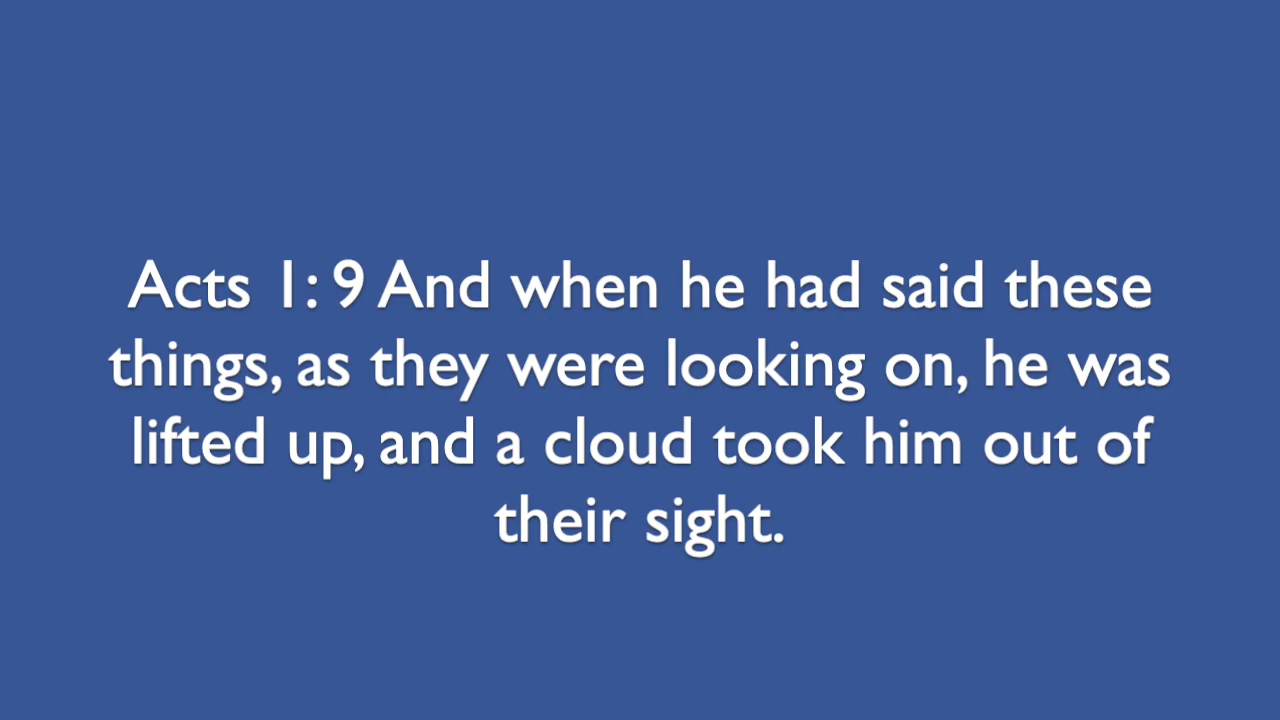 Acts 1: 9 And when he had said these
things, as they were looking on, he was
lifted up, and a cloud took him out of
their sight.